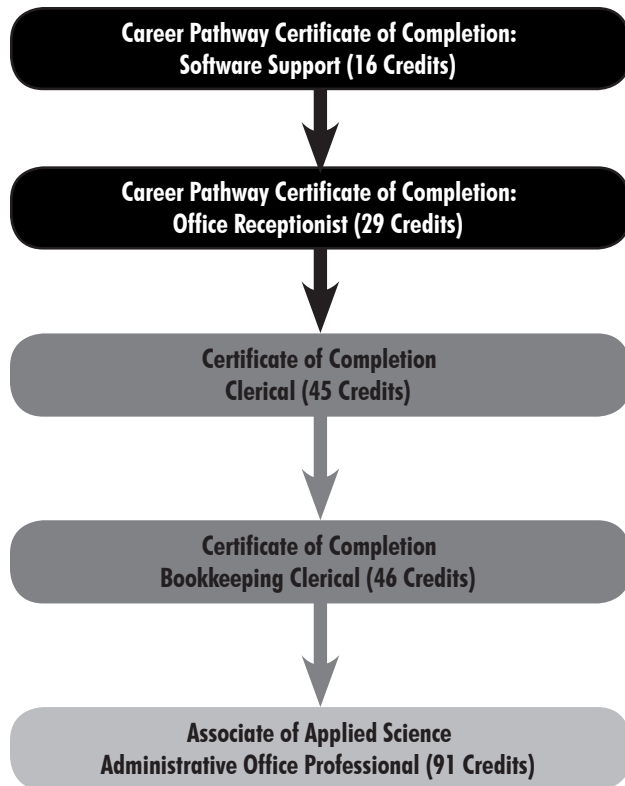 Career Pathway Certificate of Completion:
Software Support (16 Credits)
Career Pathway Certificate of Completion:
Office Receptionist (29 Credits)
Certificate of Completion
Clerical (45 Credits)
Certificate of Completion
Bookkeeping Clerical (46 Credits)
Associate of Applied Science
Administrative Office Professional (91 Credits)